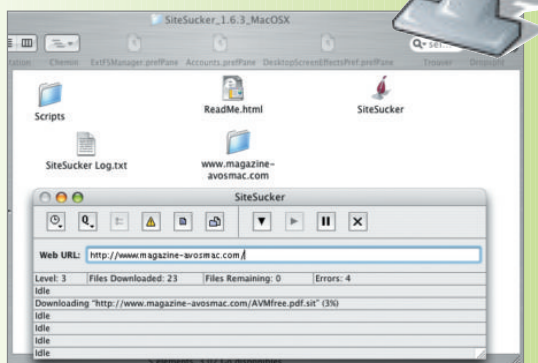 SiteSucker_1.6.3_MacOSX
Chemin ExtFSManager.prefPane Accounts.prefPane DesktopScreenEffectsPref.prefPane Trouver Dropsplit
Scripts
ReadMe.html
SiteSucker
SiteSucker Log.txt
www.magazine-
avosmac.com
SiteSucker
Web URL: http://www.magazine-avosmac.com/
Level: 3 Files Downloaded: 23 Files Remaining: 0 Errors: 4
Idle
Downloading "http://www.magazine-avosmac.com/AVMfree.pdf.sit" (3%)
Idle
Idle
Idle
Idle